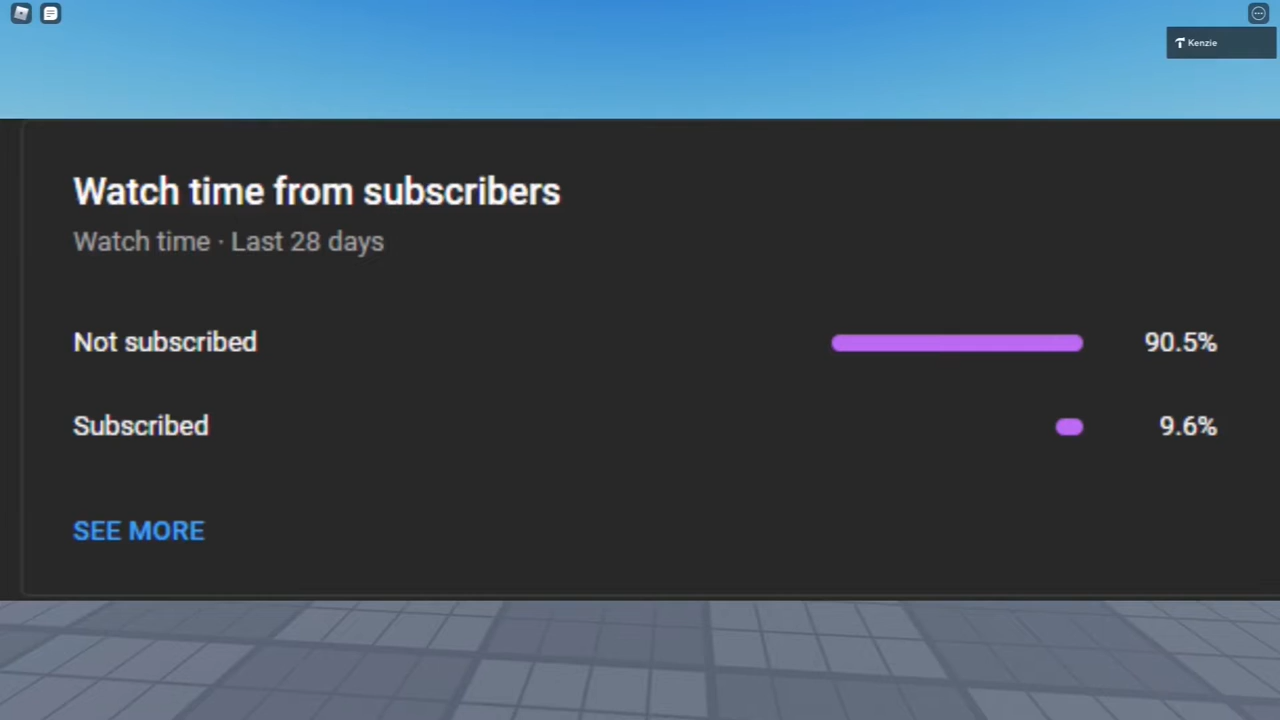 Kenzie
Watch time from subscribers
Watch time · Last 28 days
Not subscribed 90.5%
Subscribed 9.6%
SEE MORE